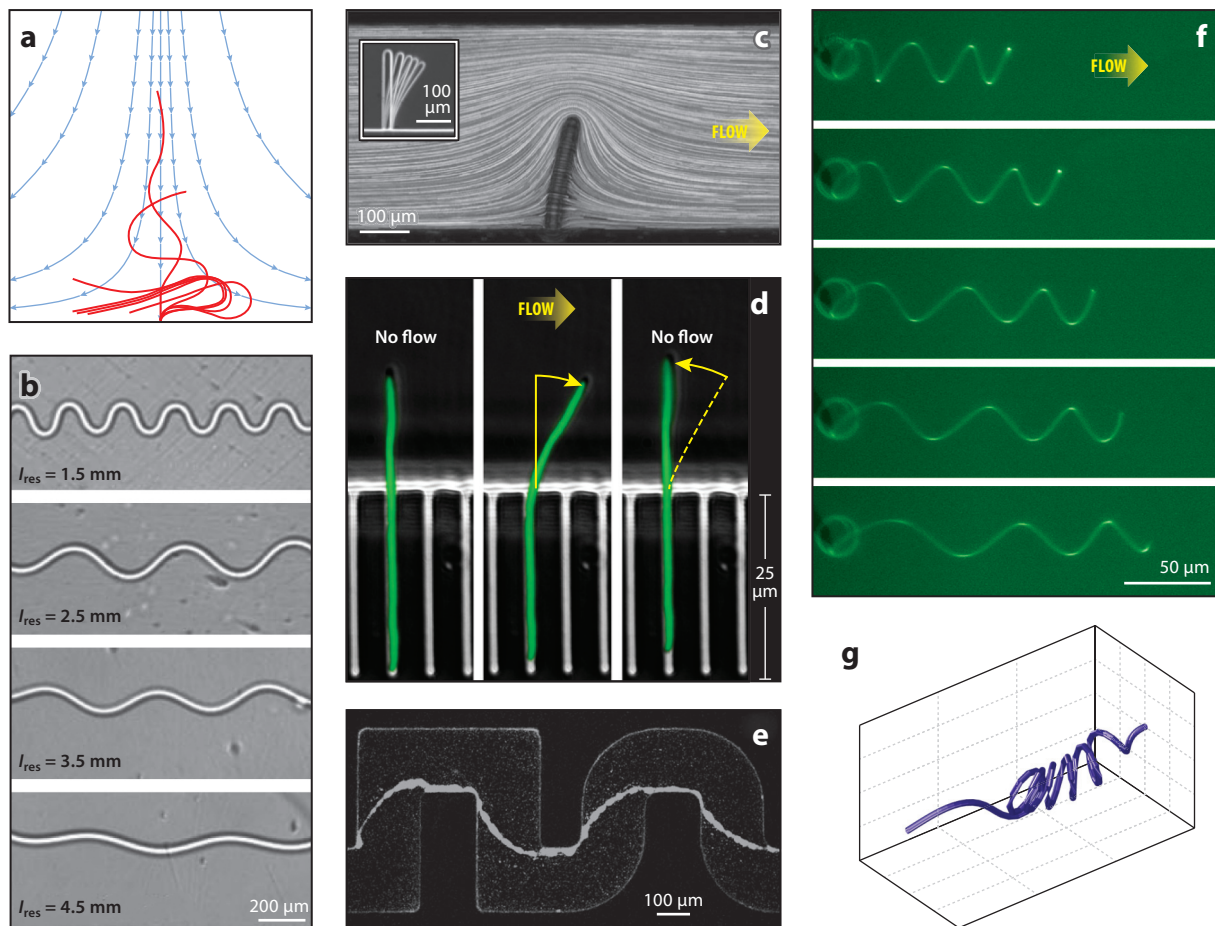 a
b
l_res = 1.5 mm
l_res = 2.5 mm
l_res = 3.5 mm
l_res = 4.5 mm
200 µm
c
100
µm
FLOW
100 µm
d
FLOW
No flow
No flow
25
µm
e
100 µm
f
FLOW
50 µm
g